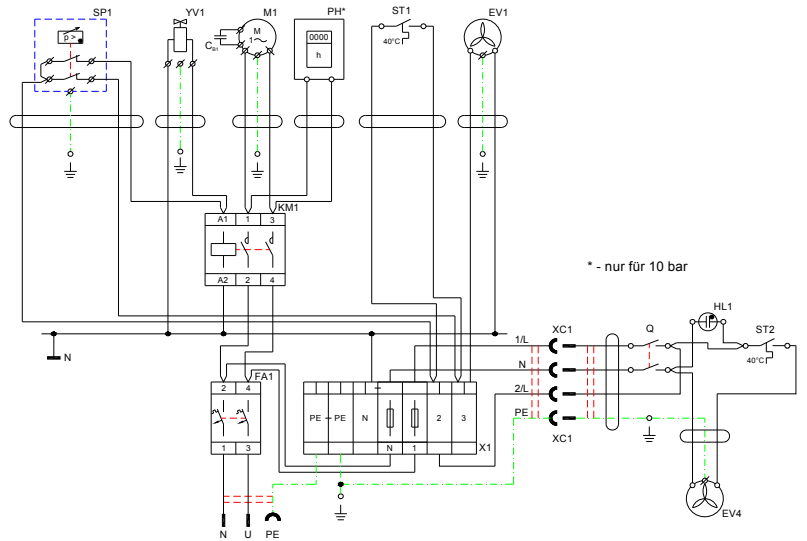 SP1 YV1 M1 PH* ST1 EV1
p >
M
1 ~
C B1
0000
h
40°C
KM1
A1 1 3
A2 2 4
* - nur für 10 bar
N
HL1
XC1 Q ST2
1/L
40°C
N
2/L
PE
XC1
FA1
2 4
PE PE N 2 3
1 3
N 1
X1
EV4
N U PE